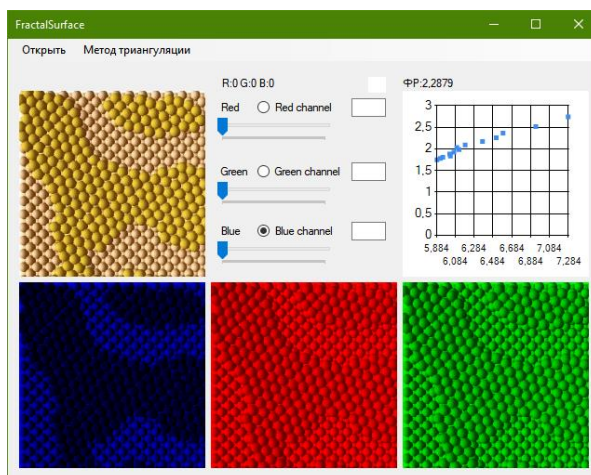 FractalSurface
Открыть Метод триангуляции
R:0 G:0 B:0
Red Red channel
Green Green channel
Blue Blue channel
ФР:2,2879
3
2,5
2
1,5
1
0,5
0
5,884 6,284 6,684 7,084
6,084 6,484 6,884 7,284